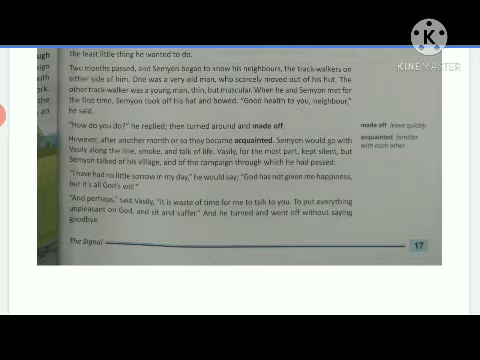 ough
aign
with
ork.
the
an
the least little thing he wanted to do.
Two months passed, and Semyon began to know his neighbours, the track-walkers on
either side of him. One was a very old man, who scarcely moved out of his hut. The
other track-walker was a young man, thin, but muscular. When he and Semyon met for
the first time, Semyon took off his hat and bowed. "Good health to you, neighbour,"
he said.
"How do you do?" he replied; then turned around and made off.
However, after another month or so they became acquainted. Semyon would go with
Vasily along the line, smoke, and talk of life. Vasily, for the most part, kept silent, but
Semyon talked of his village, and of the campaign through which he had passed.
"I have had no little sorrow in my day," he would say; "God has not given me happiness,
but it's all God's will."
"And perhaps," said Vasily, "it is waste of time for me to talk to you. To put everything
unpleasant on God, and sit and suffer." And he turned and went off without saying
goodbye.
made off leave quickly
acquainted familiar
with each other
The Signal
17
K
KINEMASTER